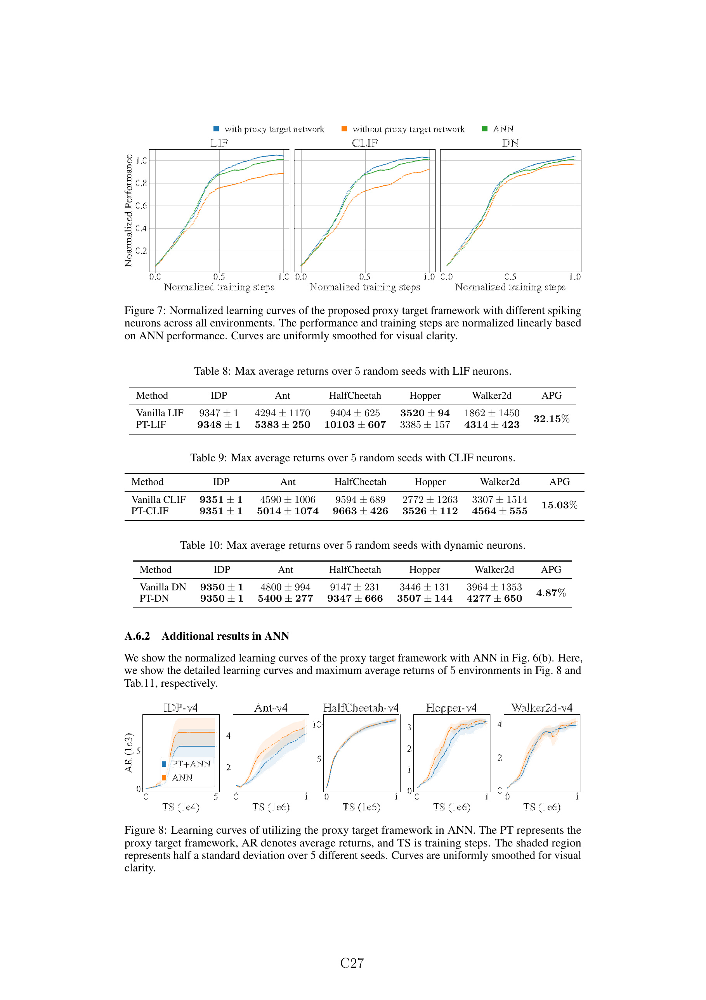 with proxy target network without proxy target network ANN
LIF CLIF DN
Noarmalized Performance
1.0
0.8
0.6
0.4
0.2
0.0 0.5 1.0 0.0 0.5 1.0 0.0 0.5 1.0
Normalized training steps Normalized training steps Normalized training steps
Figure 7: Normalized learning curves of the proposed proxy target framework with different spiking
neurons across all environments. The performance and training steps are normalized linearly based
on ANN performance. Curves are uniformly smoothed for visual clarity.
Table 8: Max average returns over 5 random seeds with LIF neurons.
Method IDP Ant HalfCheetah Hopper Walker2d APG
Vanilla LIF 9347 ± 1 4294 ± 1170 9404 ± 625 3520 ± 94 1862 ± 1450
32.15%
PT-LIF 9348 ± 1 5383 ± 250 10103 ± 607 3385 ± 157 4314 ± 423
Table 9: Max average returns over 5 random seeds with CLIF neurons.
Method IDP Ant HalfCheetah Hopper Walker2d APG
Vanilla CLIF 9351 ± 1 4590 ± 1006 9594 ± 689 2772 ± 1263 3307 ± 1514
15.03%
PT-CLIF 9351 ± 1 5014 ± 1074 9663 ± 426 3526 ± 112 4564 ± 555
Table 10: Max average returns over 5 random seeds with dynamic neurons.
Method IDP Ant HalfCheetah Hopper Walker2d APG
Vanilla DN 9350 ± 1 4800 ± 994 9147 ± 231 3446 ± 131 3964 ± 1353
4.87%
PT-DN 9350 ± 1 5400 ± 277 9347 ± 666 3507 ± 144 4277 ± 650
A.6.2 Additional results in ANN
We show the normalized learning curves of the proxy target framework with ANN in Fig. 6(b). Here,
we show the detailed learning curves and maximum average returns of 5 environments in Fig. 8 and
Tab.11, respectively.
IDP-v4 Ant-v4 HalfCheetah-v4 Hopper-v4 Walker2d-v4
AR (1e3)
5
0
PT+ANN
ANN
4
2
10
5
3
2
1
0
4
2
0
0 5 0 1 0 1 0 1 0 1
TS (1e4) TS (1e6) TS (1e6) TS (1e6) TS (1e6)
Figure 8: Learning curves of utilizing the proxy target framework in ANN. The PT represents the
proxy target framework, AR denotes average returns, and TS is training steps. The shaded region
represents half a standard deviation over 5 different seeds. Curves are uniformly smoothed for visual
clarity.
C27